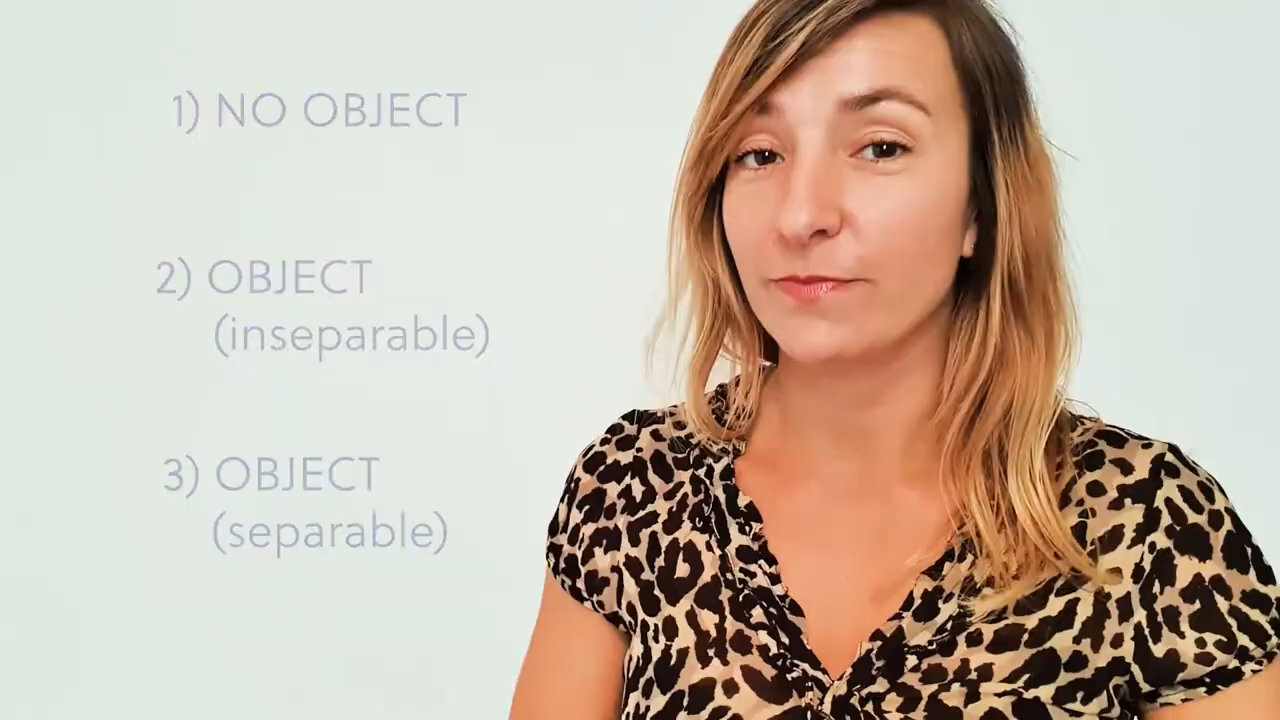 1) NO OBJECT
2) OBJECT
(inseparable)
3) OBJECT
(separable)